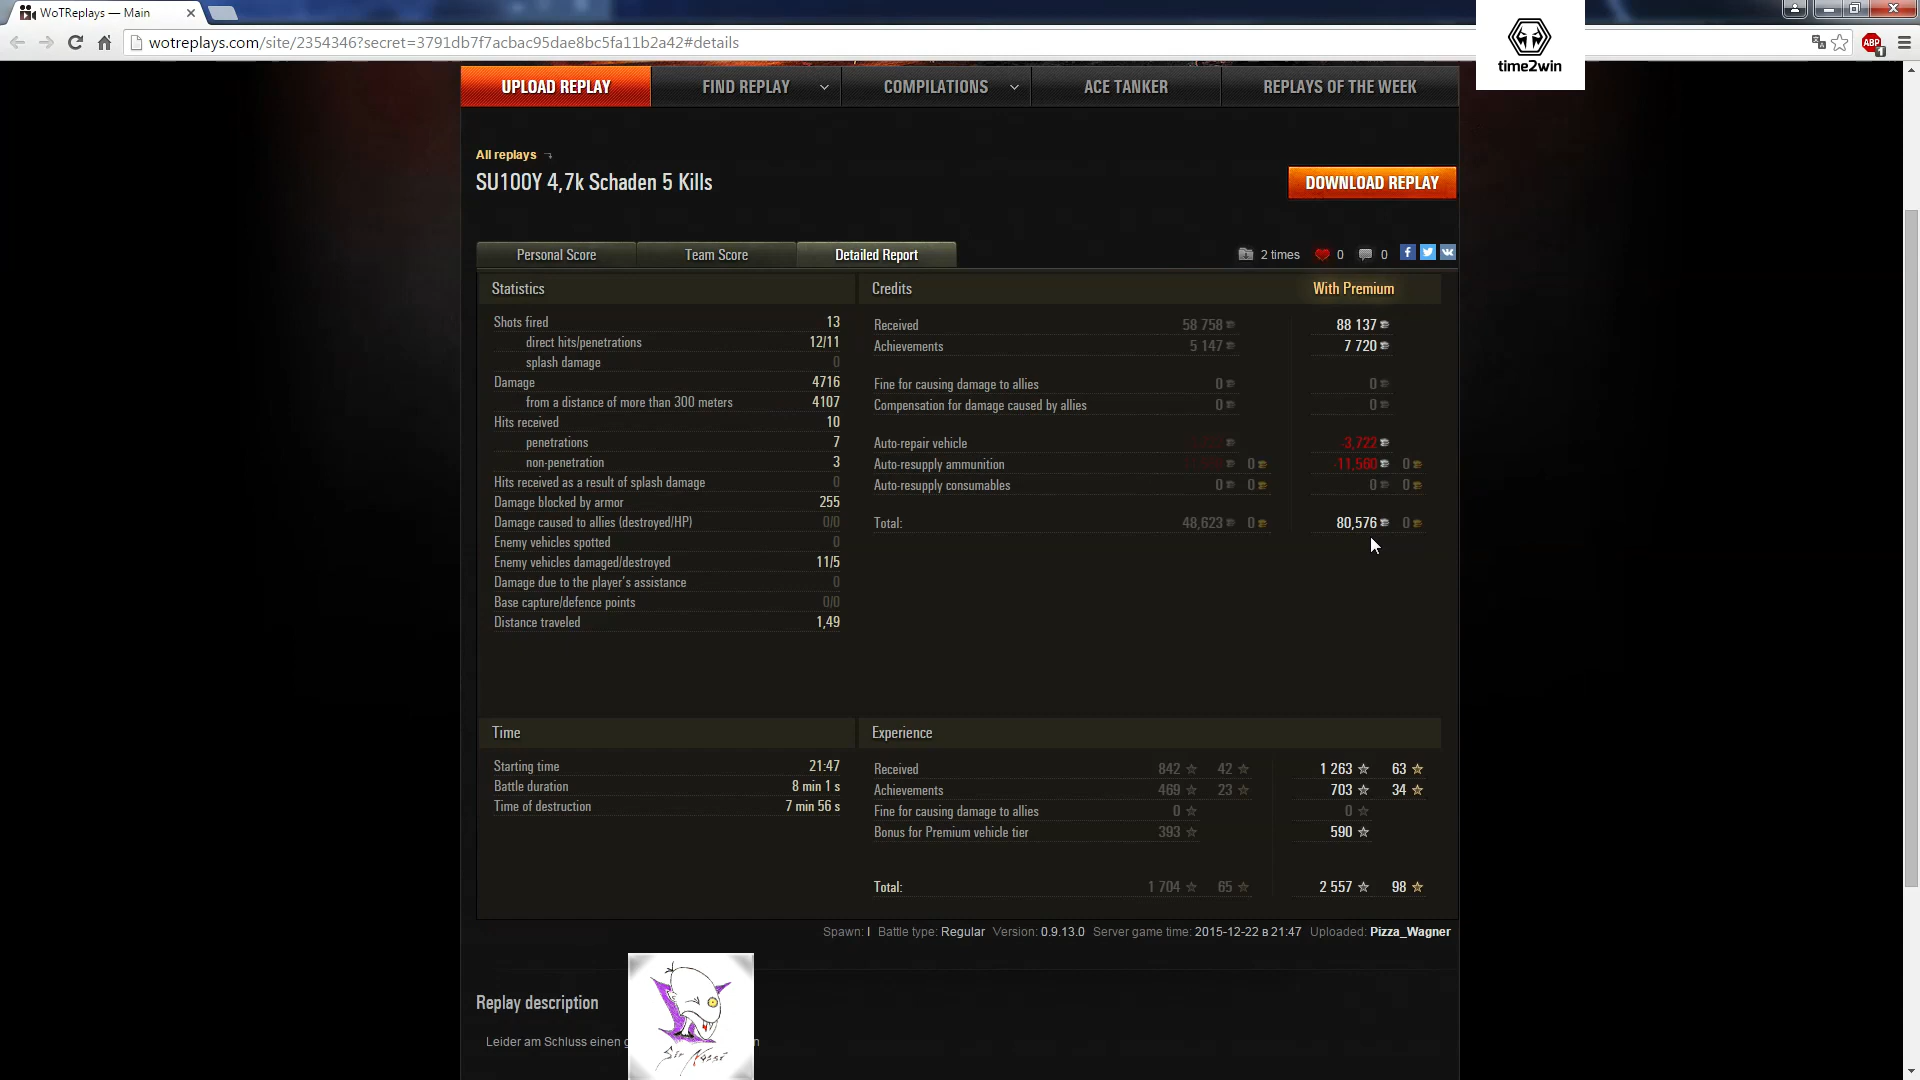 WoTReplays — Main
wotreplays.com/site/2354346?secret=3791db7f7acbac95dae8bc5fa11b2a42#details
ABP
1
time2win
UPLOAD REPLAY
FIND REPLAY
COMPILATIONS
ACE TANKER
REPLAYS OF THE WEEK
All replays
SU100Y 4,7k Schaden 5 Kills
DOWNLOAD REPLAY
Personal Score
Team Score
Detailed Report
2 times
0
0
Statistics
Shots fired 13
direct hits/penetrations 12/11
splash damage 0
Damage 4716
from a distance of more than 300 meters 4107
Hits received 10
penetrations 7
non-penetration 3
Hits received as a result of splash damage 0
Damage blocked by armor 255
Damage caused to allies (destroyed/HP) 0/0
Enemy vehicles spotted 0
Enemy vehicles damaged/destroyed 11/5
Damage due to the player's assistance 0
Base capture/defence points 0/0
Distance traveled 1,49
Credits With Premium
Received 58 758 88 137
Achievements 5 147 7 720
Fine for causing damage to allies 0 0
Compensation for damage caused by allies 0 0
Auto-repair vehicle -3,722
Auto-resupply ammunition 0 -11,560 0
Auto-resupply consumables 0 0 0 0
Total: 48,623 0 80,576 0
Time
Starting time 21:47
Battle duration 8 min 1 s
Time of destruction 7 min 56 s
Experience
Received 842 42 1 263 63
Achievements 469 23 703 34
Fine for causing damage to allies 0 0
Bonus for Premium vehicle tier 393 590
Total: 1 704 65 2 557 98
Spawn: I Battle type: Regular Version: 0.9.13.0 Server game time: 2015-12-22 в 21:47 Uploaded: Pizza_Wagner
Replay description
Leider am Schluss einen